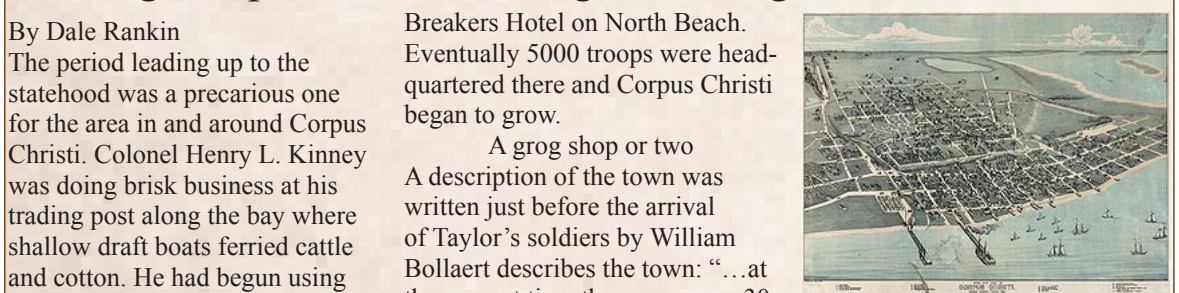 By Dale Rankin
The period leading up to the
statehood was a precarious one
for the area in and around Corpus
Christi. Colonel Henry L. Kinney
was doing brisk business at his
trading post along the bay where
shallow draft boats ferried cattle
and cotton. He had begun using
Breakers Hotel on North Beach.
Eventually 5000 troops were head-
quartered there and Corpus Christi
began to grow.
A grog shop or two
A description of the town was
written just before the arrival
of Taylor’s soldiers by William
Bollaert describes the town: “…at
CORPUS CHRISTI